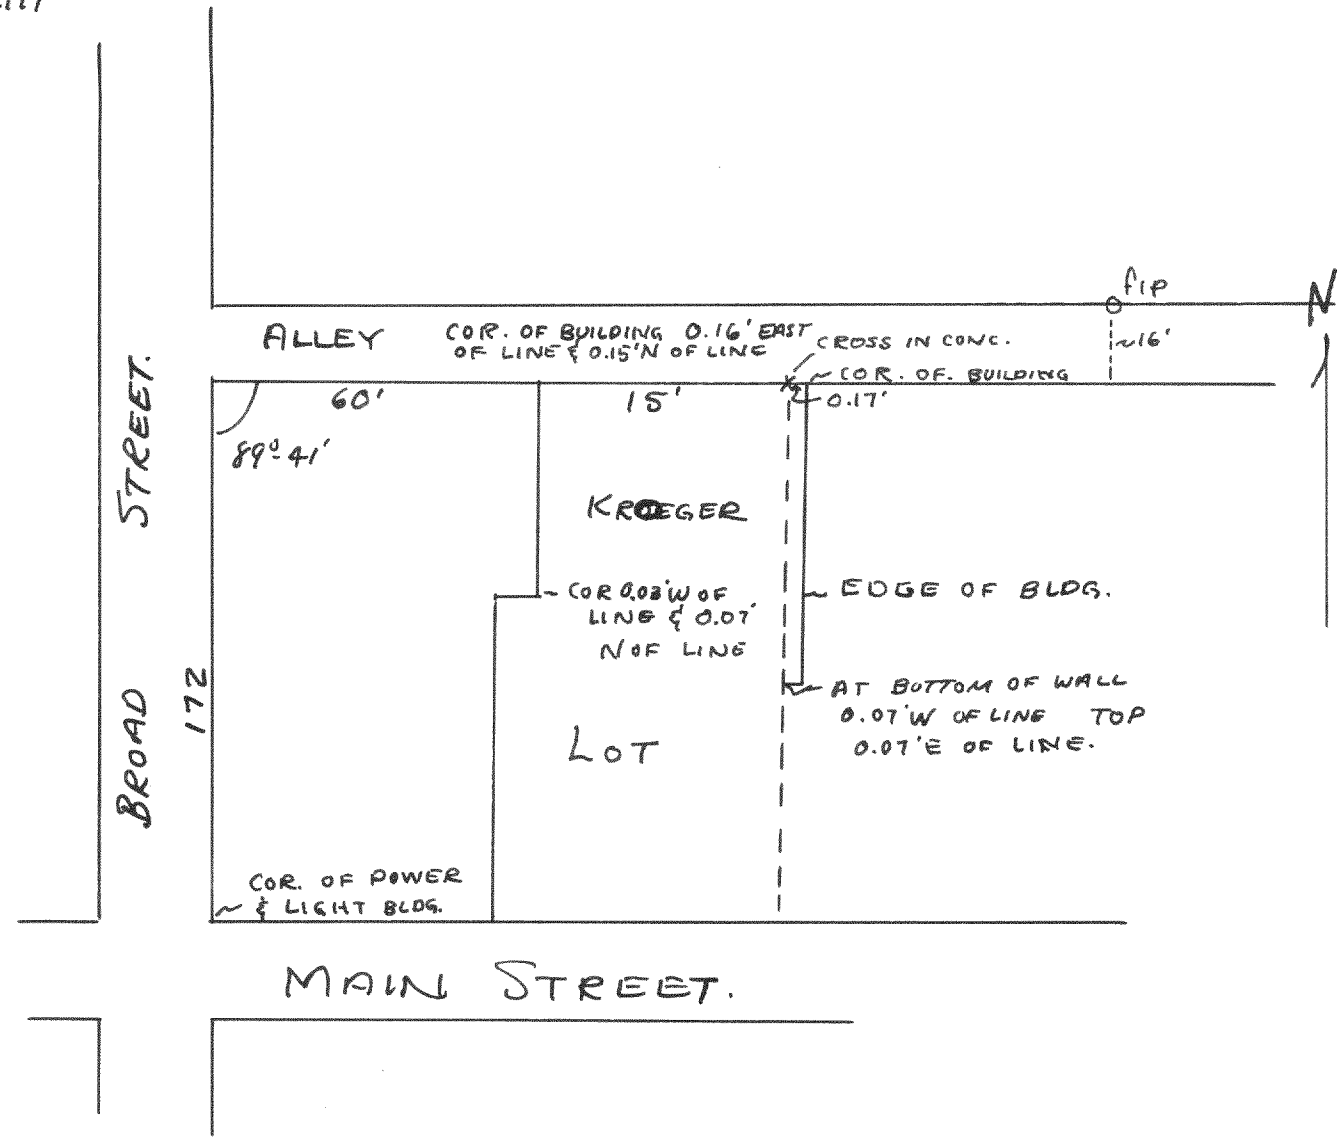 fIP
N
ALLEY
COR. OF BUILDING 0.16' EAST
OF LINE & 0.15'N OF LINE
CROSS IN CONC.
~16'
COR. OF. BUILDING
60'
15'
0.17'
89°-41'
KROEGER
COR 0.03'W OF
LINE & 0.07'
N OF LINE
EDGE OF BLDG.
AT BOTTOM OF WALL
0.07'W OF LINE TOP
0.07'E OF LINE.
LOT
BROAD STREET.
172
COR. OF POWER
& LIGHT BLDG.
MAIN STREET.